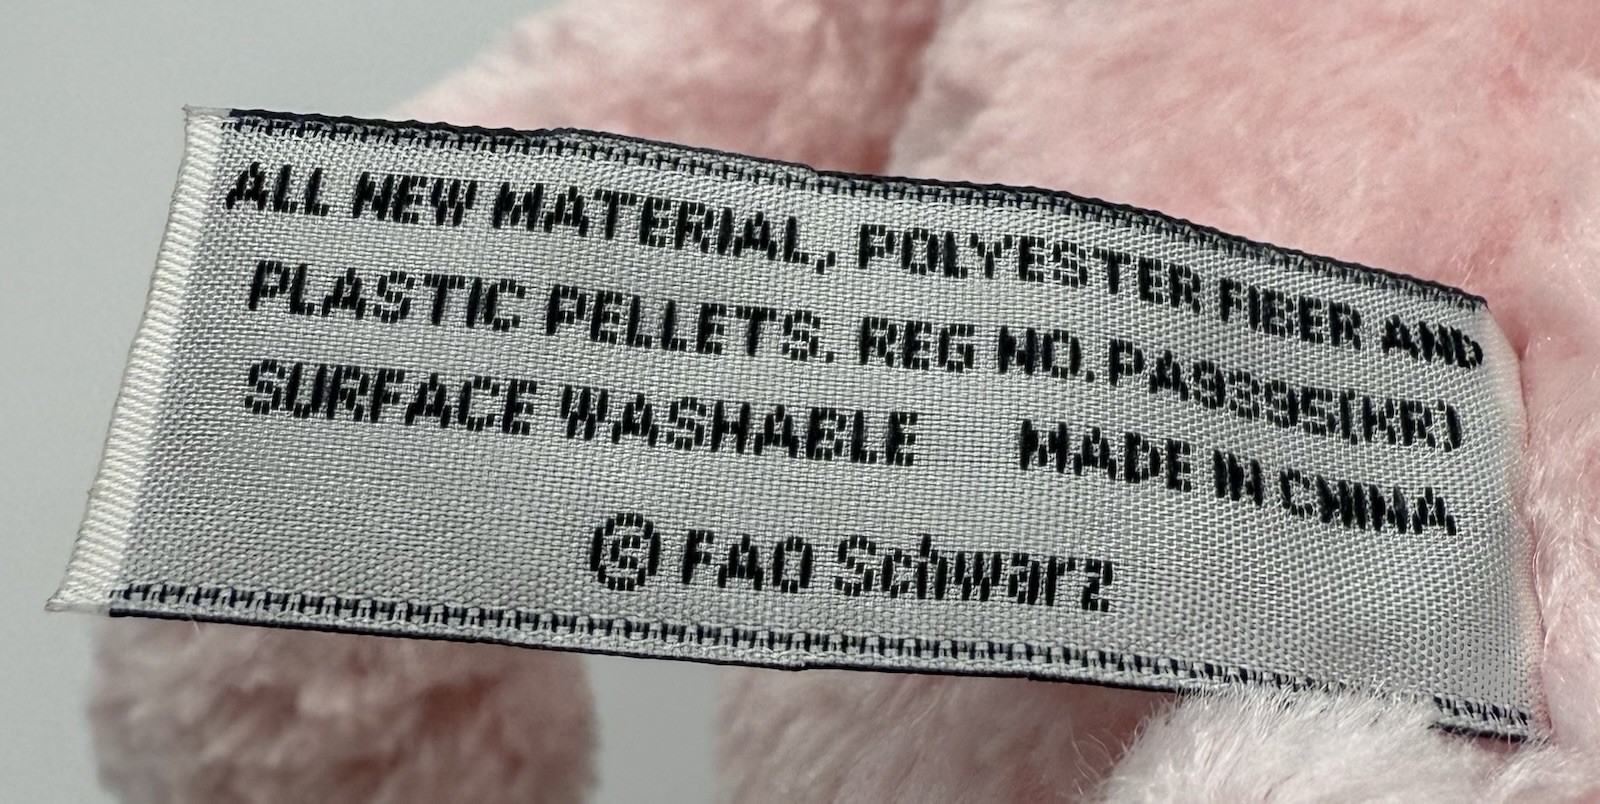 ALL NEW MATERIAL, POLYESTER FIBER AND
PLASTIC PELLETS. REG NO.PA9395(KR)
SURFACE WASHABLE MADE IN CHINA
© FAO Schwarz